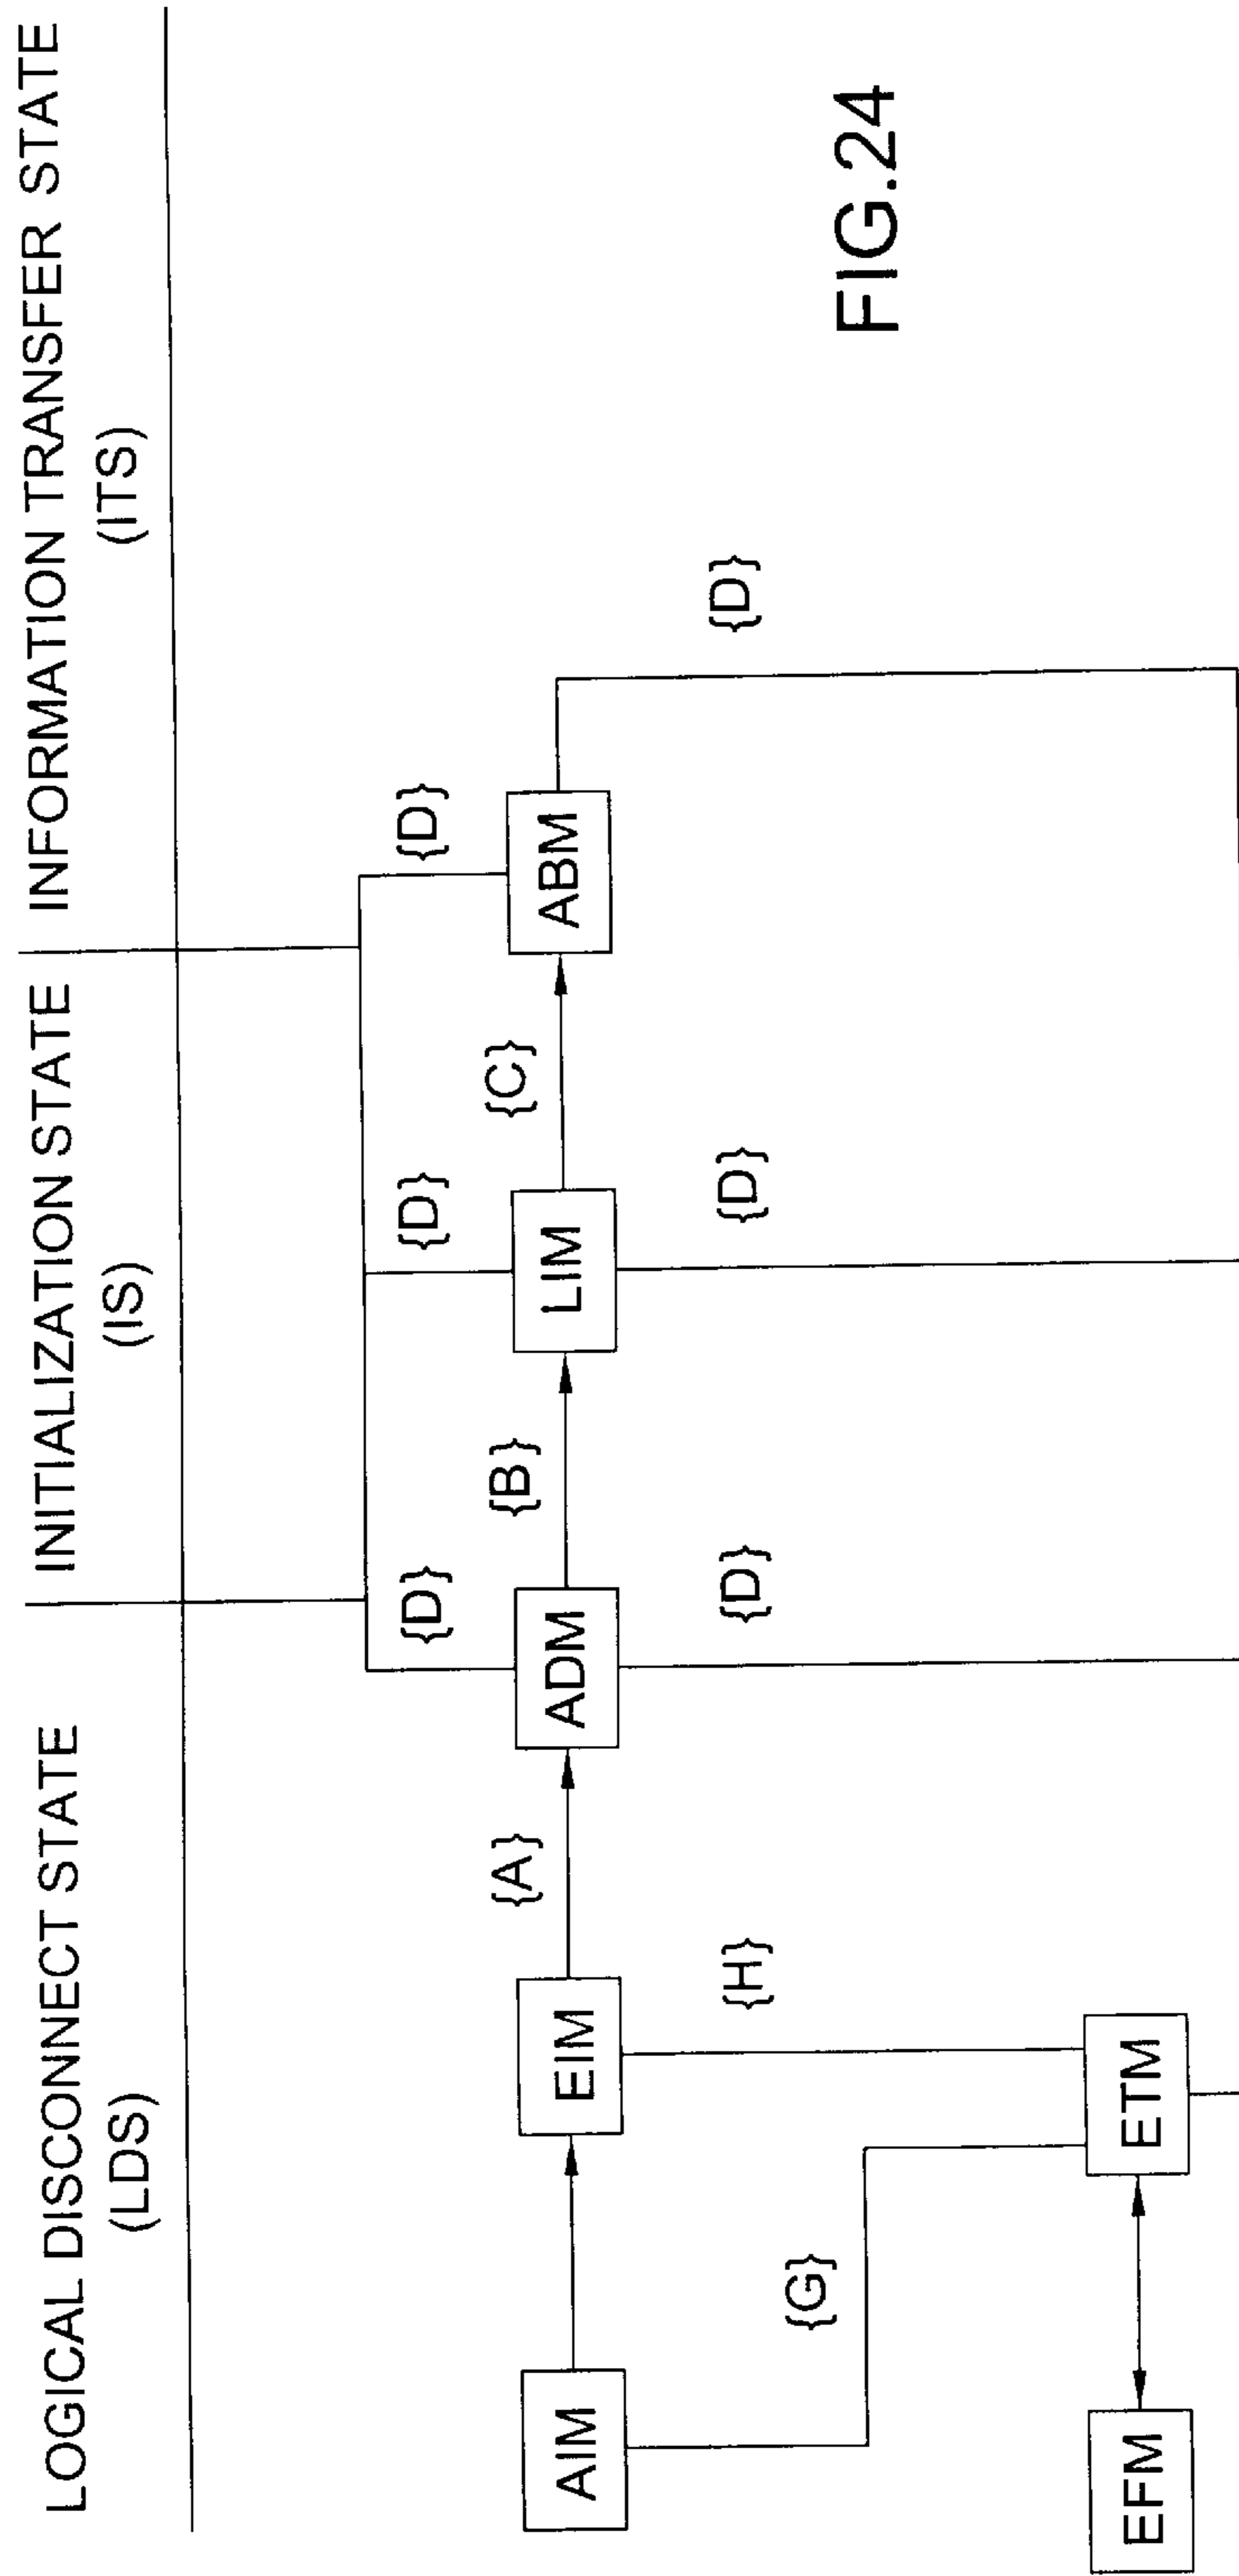 LOGICAL DISCONNECT STATE
(LDS)
INITIALIZATION STATE
(IS)
INFORMATION TRANSFER STATE
(ITS)
{D}
{D}
{D}
AIM
EIM
{A}
ADM
{B}
LIM
{C}
ABM
{G}
{H}
{D}
{D}
{D}
EFM
ETM
FIG.24